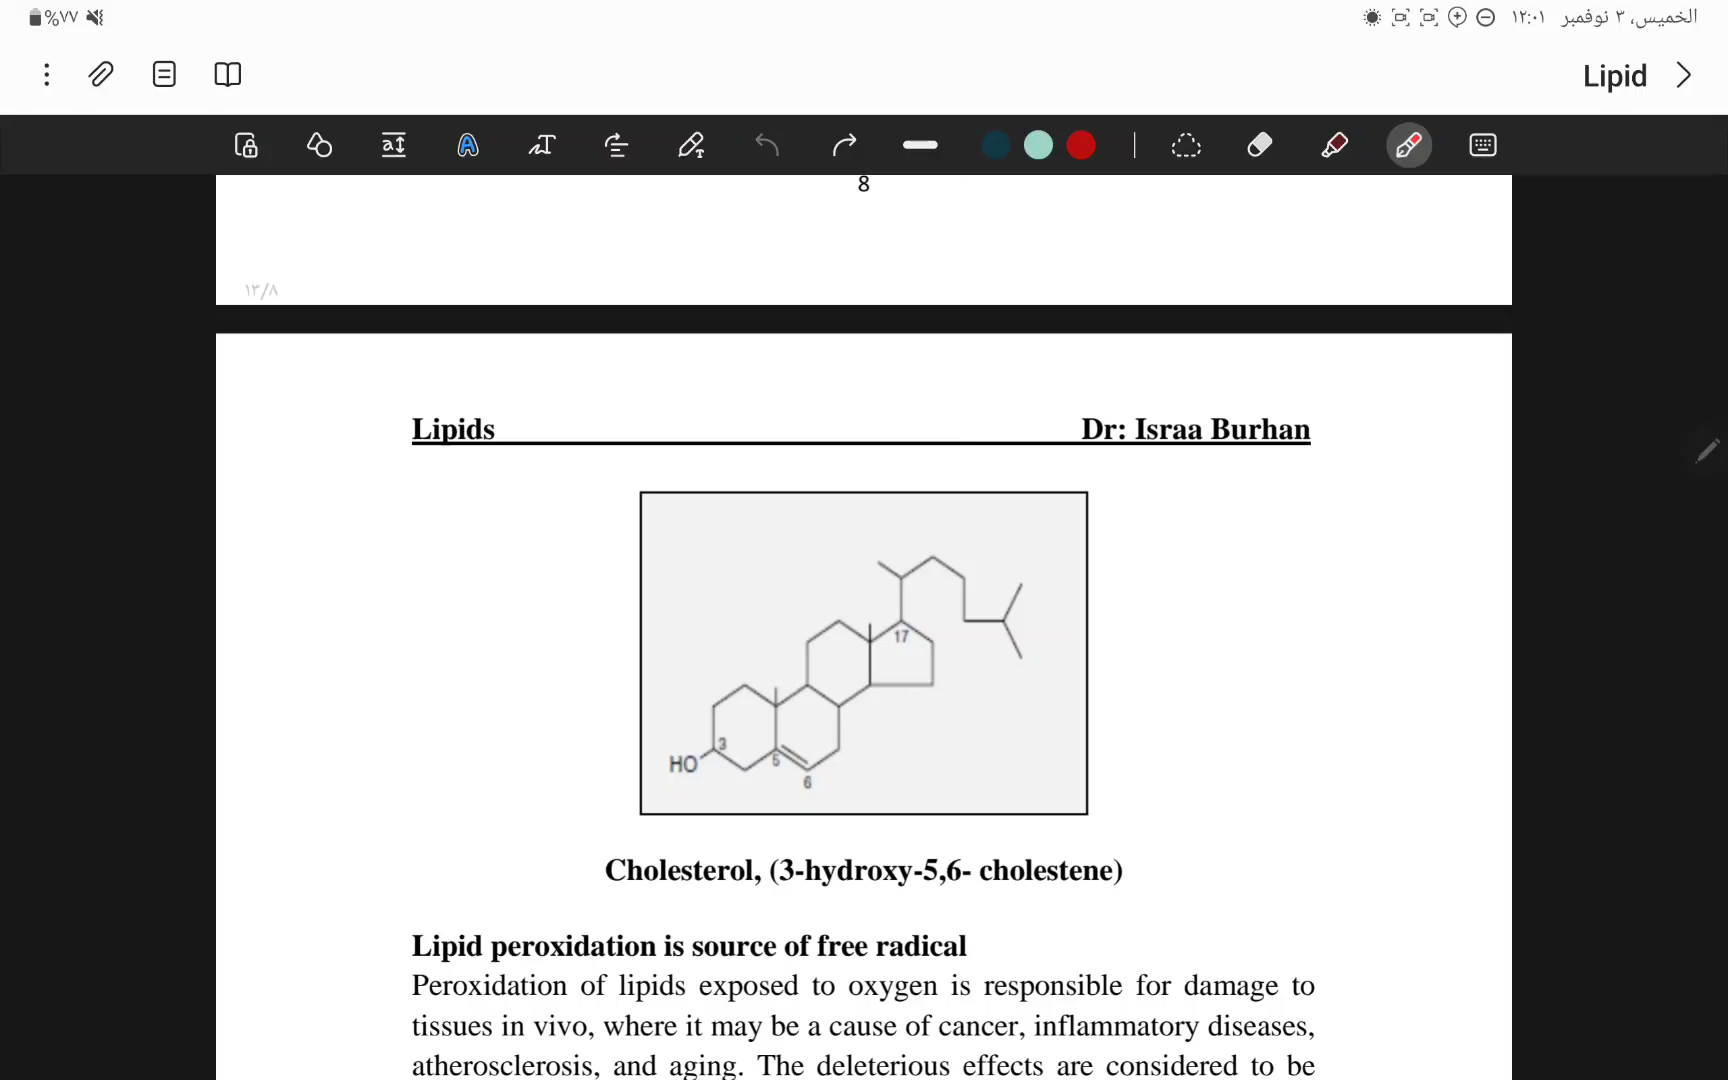 %٧٧
الخميس، ٣ نوفمبر ١٢:٠١
Lipid
8
١٣/٨
Lipids Dr: Israa Burhan
17
3
HO
5
6
Cholesterol, (3-hydroxy-5,6- cholestene)
Lipid peroxidation is source of free radical
Peroxidation of lipids exposed to oxygen is responsible for damage to
tissues in vivo, where it may be a cause of cancer, inflammatory diseases,
atherosclerosis, and aging. The deleterious effects are considered to be